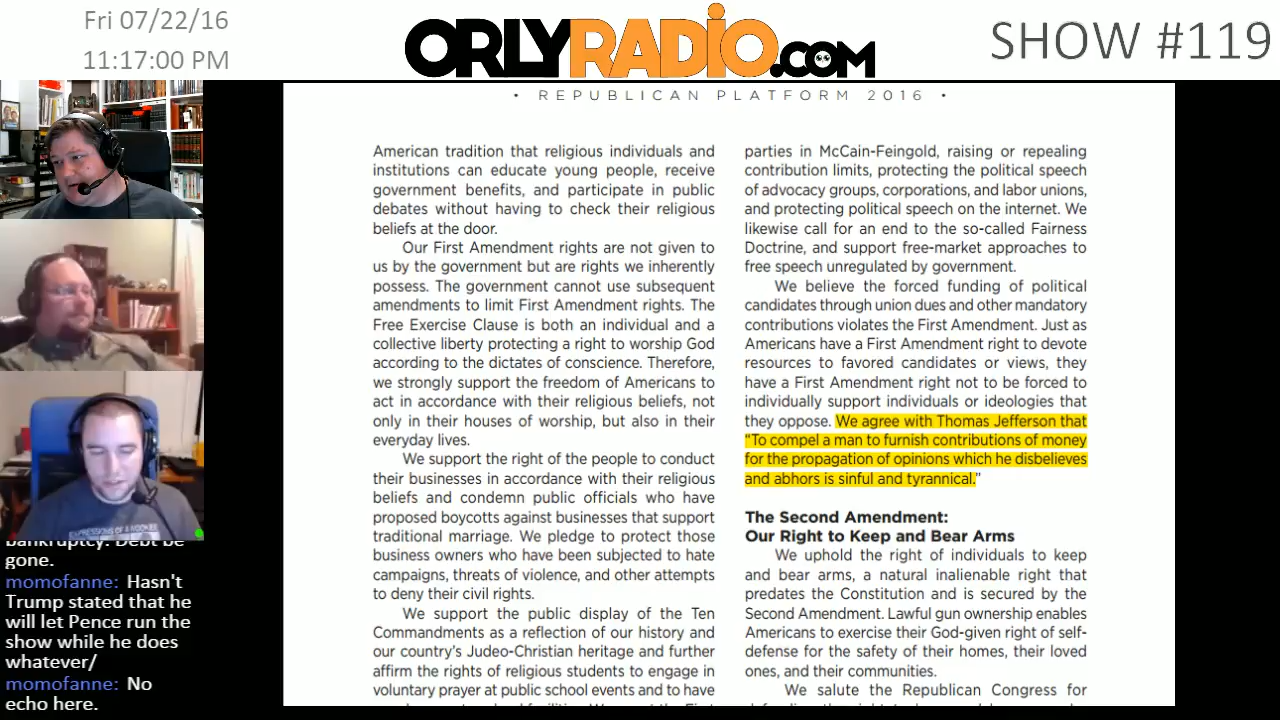 Fri 07/22/16
11:17:00 PM
ORLYRADIO.COM
SHOW #119
• REPUBLICAN PLATFORM 2016 •
American tradition that religious individuals and
institutions can educate young people, receive
government benefits, and participate in public
debates without having to check their religious
beliefs at the door.
Our First Amendment rights are not given to
us by the government but are rights we inherently
possess. The government cannot use subsequent
amendments to limit First Amendment rights. The
Free Exercise Clause is both an individual and a
collective liberty protecting a right to worship God
according to the dictates of conscience. Therefore,
we strongly support the freedom of Americans to
act in accordance with their religious beliefs, not
only in their houses of worship, but also in their
everyday lives.
We support the right of the people to conduct
their businesses in accordance with their religious
beliefs and condemn public officials who have
proposed boycotts against businesses that support
traditional marriage. We pledge to protect those
business owners who have been subjected to hate
campaigns, threats of violence, and other attempts
to deny their civil rights.
We support the public display of the Ten
Commandments as a reflection of our history and
our country's Judeo-Christian heritage and further
affirm the rights of religious students to engage in
voluntary prayer at public school events and to have
parties in McCain-Feingold, raising or repealing
contribution limits, protecting the political speech
of advocacy groups, corporations, and labor unions,
and protecting political speech on the internet. We
likewise call for an end to the so-called Fairness
Doctrine, and support free-market approaches to
free speech unregulated by government.
We believe the forced funding of political
candidates through union dues and other mandatory
contributions violates the First Amendment. Just as
Americans have a First Amendment right to devote
resources to favored candidates or views, they
have a First Amendment right not to be forced to
individually support individuals or ideologies that
they oppose. We agree with Thomas Jefferson that
“To compel a man to furnish contributions of money
for the propagation of opinions which he disbelieves
and abhors is sinful and tyrannical.”
The Second Amendment:
Our Right to Keep and Bear Arms
We uphold the right of individuals to keep
and bear arms, a natural inalienable right that
predates the Constitution and is secured by the
Second Amendment. Lawful gun ownership enables
Americans to exercise their God-given right of self-
defense for the safety of their homes, their loved
ones, and their communities.
We salute the Republican Congress for
bankruptcy. Debt be
gone.
momofanne: Hasn't
Trump stated that he
will let Pence run the
show while he does
whatever/
momofanne: No
echo here.